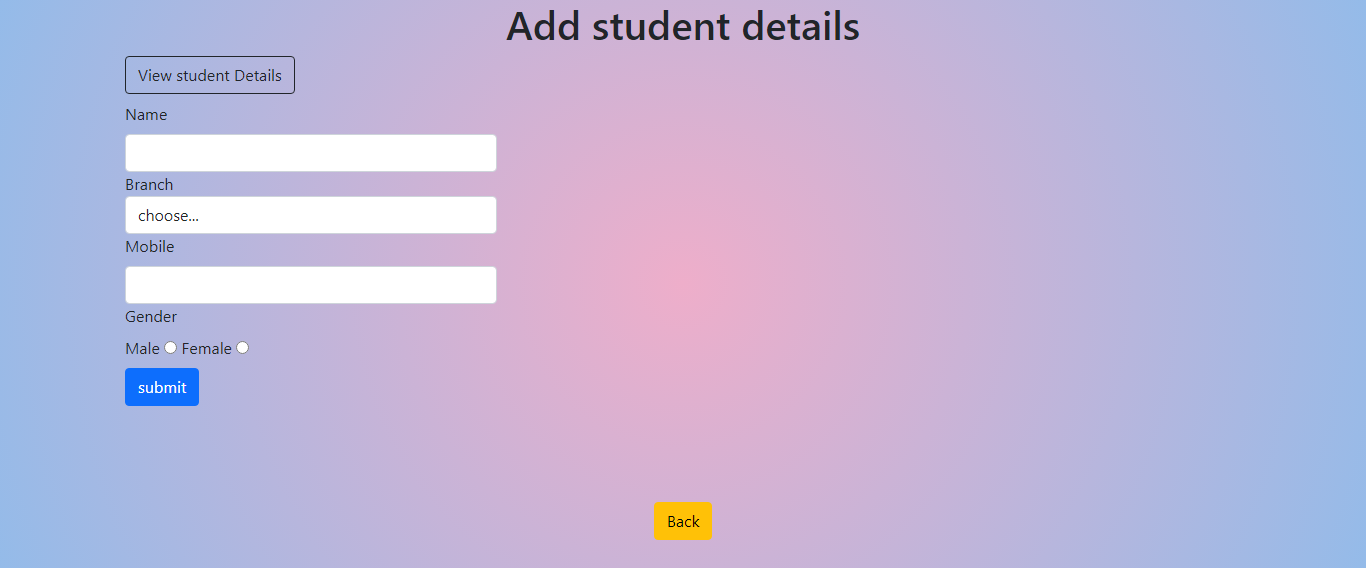 Add student details
View student Details
Name
Branch
choose...
Mobile
Gender
Male Female
submit
Back